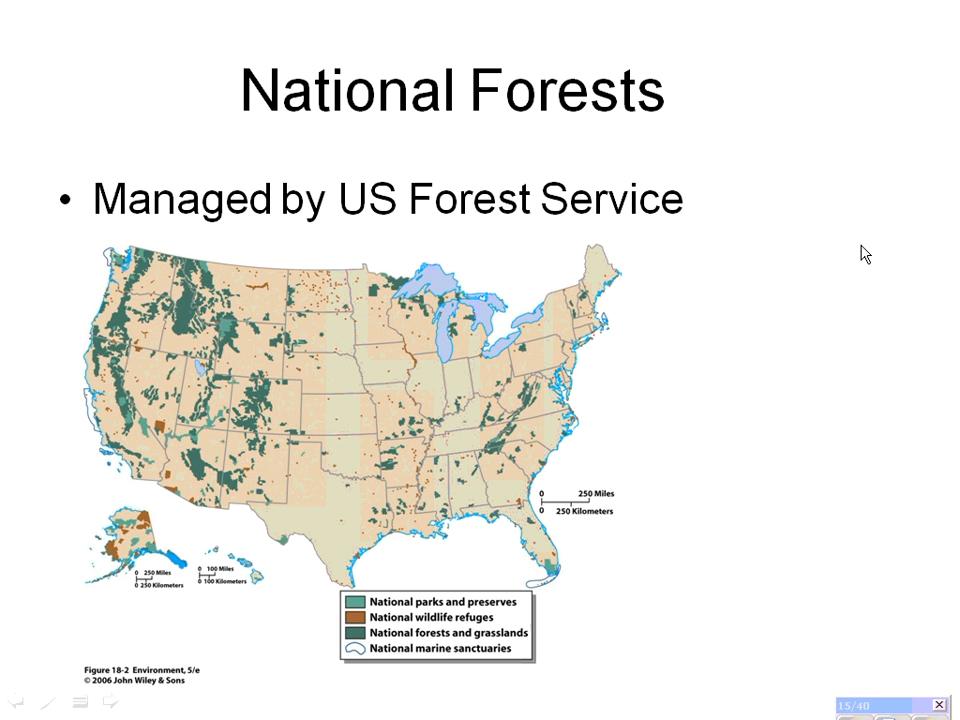 National Forests
• Managed by US Forest Service
0 250 Miles
0 250 Kilometers
0 250 Miles
0 250 Kilometers
0 100 Miles
0 100 Kilometers
National parks and preserves
National wildlife refuges
National forests and grasslands
National marine sanctuaries
Figure 18-2 Environment, 5/e
© 2006 John Wiley & Sons
15/40